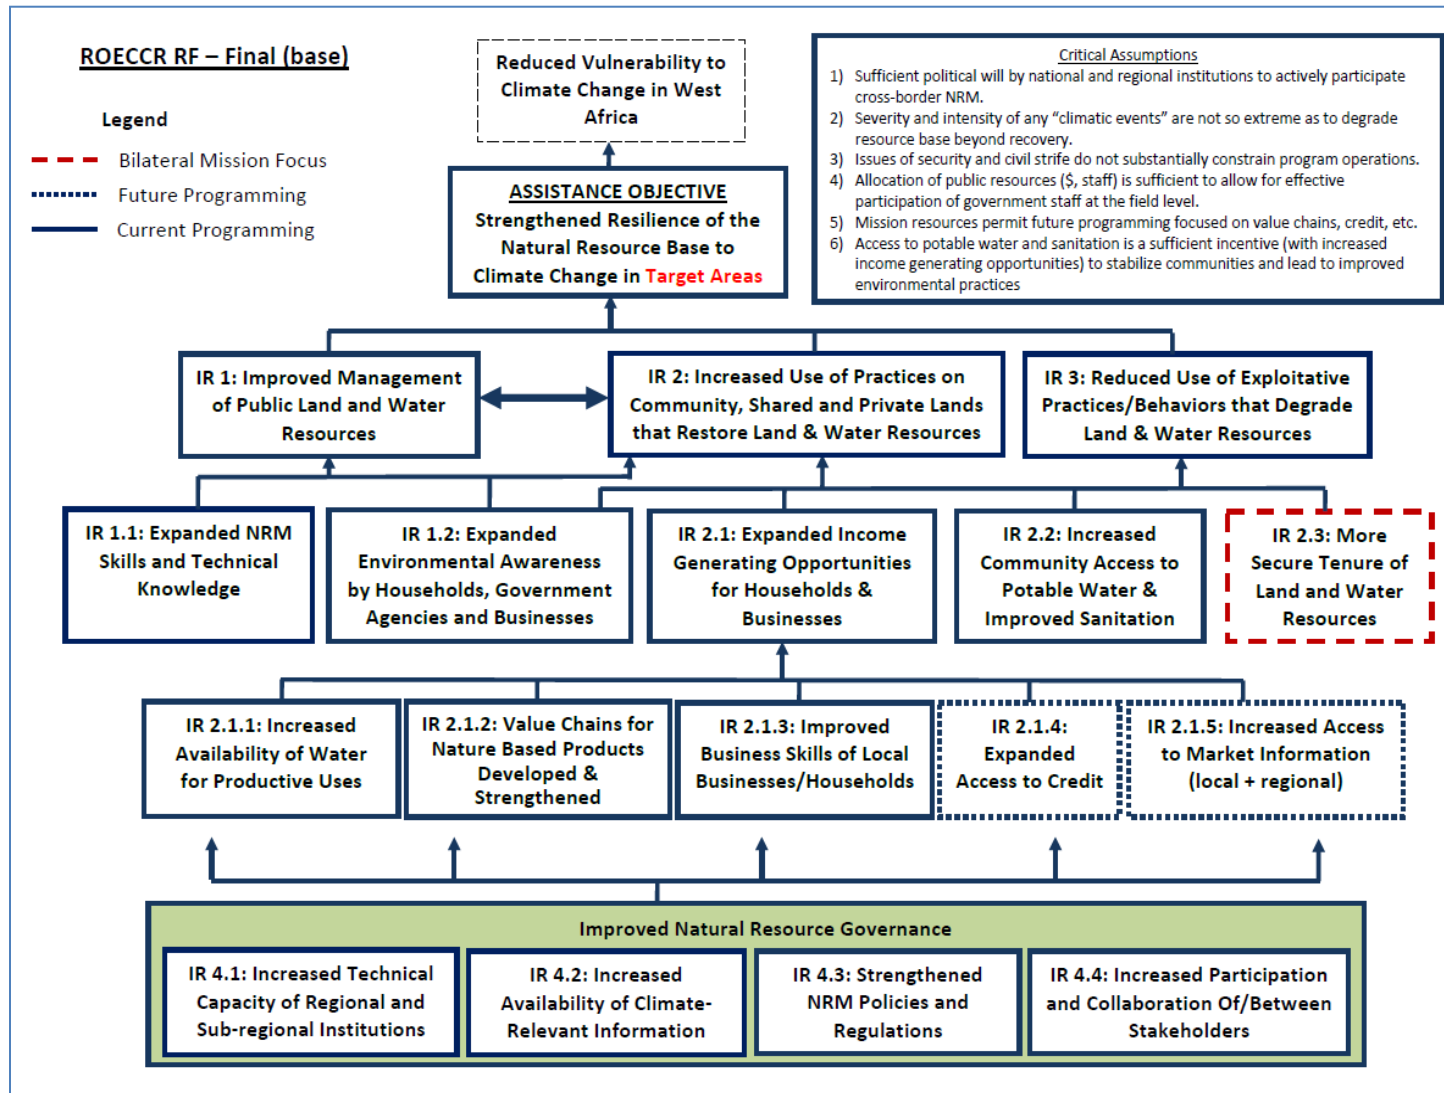 ROECCR RF – Final (base)
Legend
Bilateral Mission Focus
Future Programming
Current Programming
Reduced Vulnerability to
Climate Change in West
Africa
Critical Assumptions
1) Sufficient political will by national and regional institutions to actively participate
cross-border NRM.
2) Severity and intensity of any “climatic events” are not so extreme as to degrade
resource base beyond recovery.
3) Issues of security and civil strife do not substantially constrain program operations.
4) Allocation of public resources ($, staff) is sufficient to allow for effective
participation of government staff at the field level.
5) Mission resources permit future programming focused on value chains, credit, etc.
6) Access to potable water and sanitation is a sufficient incentive (with increased
income generating opportunities) to stabilize communities and lead to improved
environmental practices
ASSISTANCE OBJECTIVE
Strengthened Resilience of the
Natural Resource Base to
Climate Change in Target Areas
IR 1: Improved Management
of Public Land and Water
Resources
IR 2: Increased Use of Practices on
Community, Shared and Private Lands
that Restore Land & Water Resources
IR 3: Reduced Use of Exploitative
Practices/Behaviors that Degrade
Land & Water Resources
IR 1.1: Expanded NRM
Skills and Technical
Knowledge
IR 1.2: Expanded
Environmental Awareness
by Households, Government
Agencies and Businesses
IR 2.1: Expanded Income
Generating Opportunities
for Households &
Businesses
IR 2.2: Increased
Community Access to
Potable Water &
Improved Sanitation
IR 2.3: More
Secure Tenure of
Land and Water
Resources
IR 2.1.1: Increased
Availability of Water
for Productive Uses
IR 2.1.2: Value Chains for
Nature Based Products
Developed &
Strengthened
IR 2.1.3: Improved
Business Skills of Local
Businesses/Households
IR 2.1.4:
Expanded
Access to Credit
IR 2.1.5: Increased Access
to Market Information
(local + regional)
Improved Natural Resource Governance
IR 4.1: Increased Technical
Capacity of Regional and
Sub-regional Institutions
IR 4.2: Increased
Availability of Climate-
Relevant Information
IR 4.3: Strengthened
NRM Policies and
Regulations
IR 4.4: Increased Participation
and Collaboration Of/Between
Stakeholders